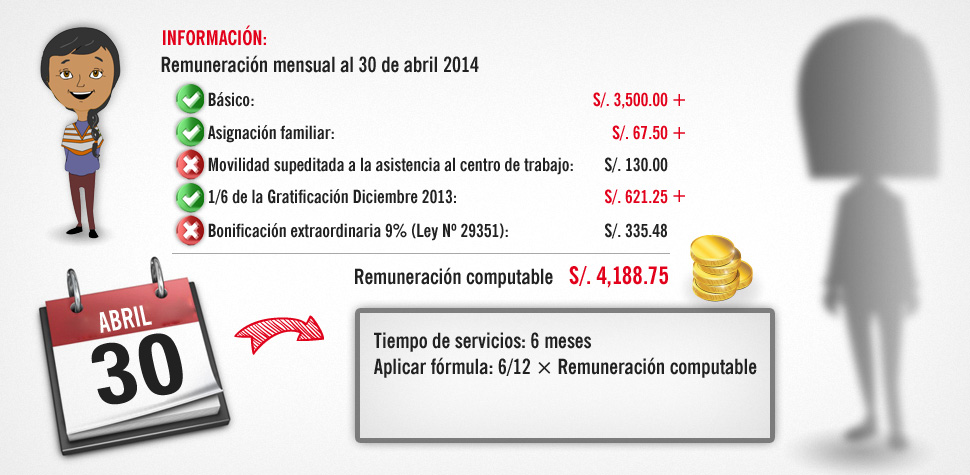 INFORMACIÓN:
Remuneración mensual al 30 de abril 2014
Básico: S/. 3,500.00 +
Asignación familiar: S/. 67.50 +
Movilidad supeditada a la asistencia al centro de trabajo: S/. 130.00
1/6 de la Gratificación Diciembre 2013: S/. 621.25 +
Bonificación extraordinaria 9% (Ley Nº 29351): S/. 335.48
Remuneración computable S/. 4,188.75
ABRIL
30
Tiempo de servicios: 6 meses
Aplicar fórmula: 6/12 × Remuneración computable